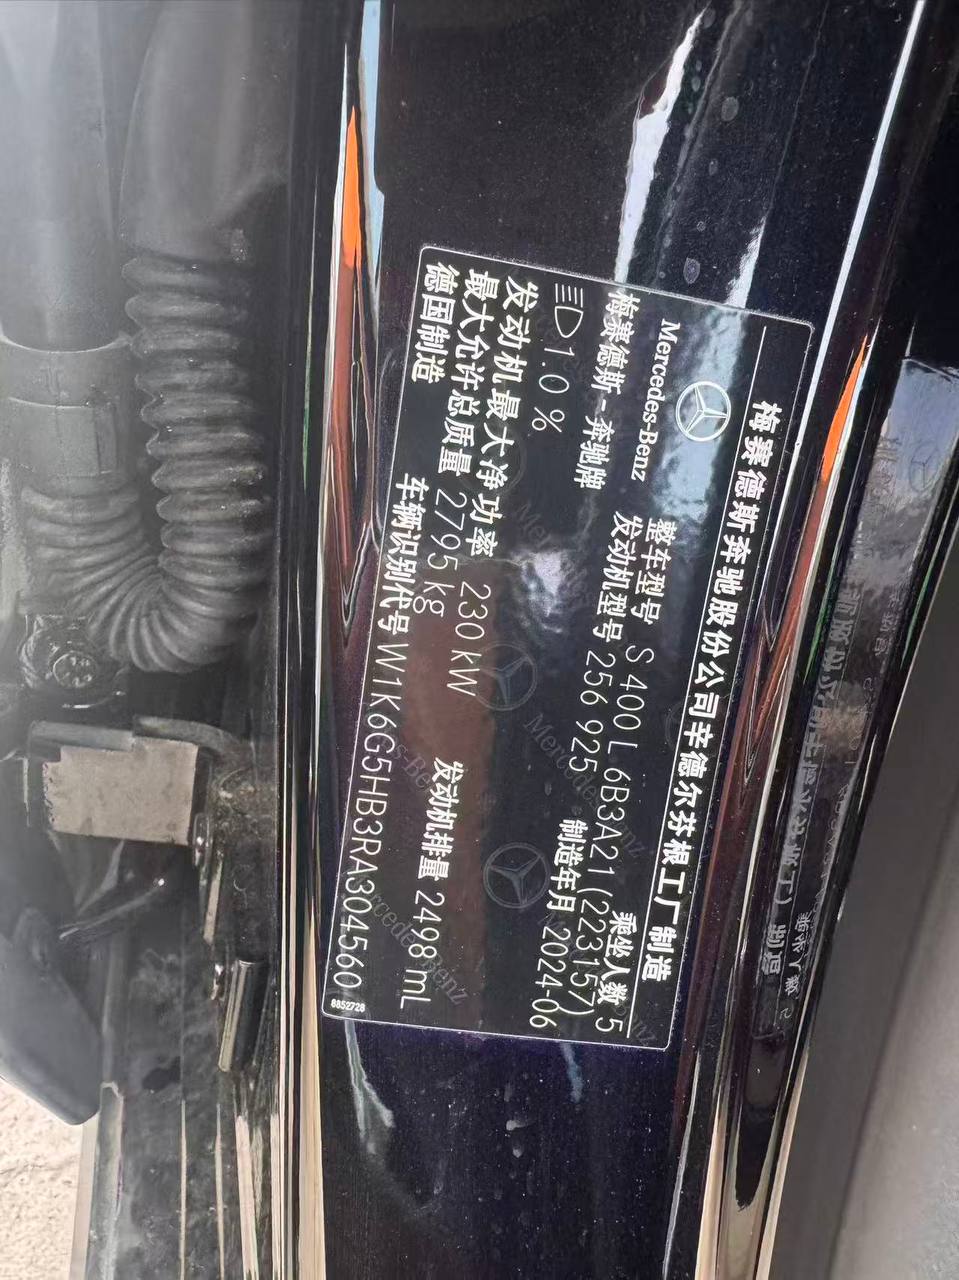 梅赛德斯奔驰股份公司辛德尔芬根工厂制造
Mercedes-Benz
整车型号 S 400 L 6B3A21(223157)
乘坐人数 5
梅赛德斯-奔驰牌
发动机型号 256 925
制造年月 2024-06
1.0 %
发动机最大净功率 230 kW
发动机排量 2498 mL
最大允许总质量 2795 kg
德国制造
车辆识别代号 W1K6G5HB3RA304560
6852728